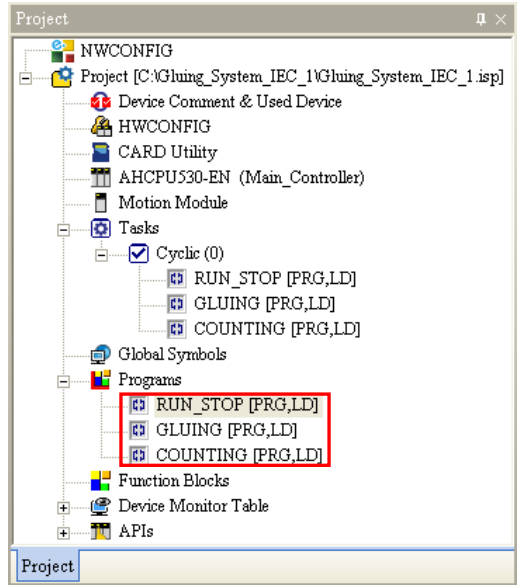 Project
NWCONFIG
Project [C:\Gluing_System_IEC_1\Gluing_System_IEC_1.isp]
Device Comment & Used Device
HWCONFIG
CARD Utility
AHCPU530-EN (Main_Controller)
Motion Module
Tasks
Cyclic (0)
RUN_STOP [PRG,LD]
GLUING [PRG,LD]
COUNTING [PRG,LD]
Global Symbols
Programs
RUN_STOP [PRG,LD]
GLUING [PRG,LD]
COUNTING [PRG,LD]
Function Blocks
Device Monitor Table
APIs
Project